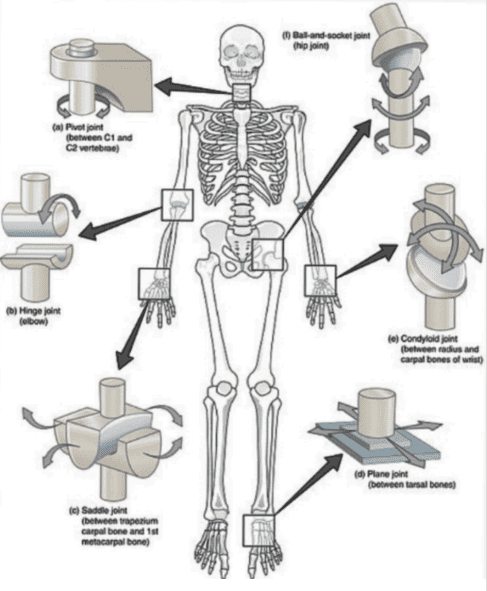 (f) Ball-and-socket joint
(hip joint)
(a) Pivot joint
(between C1 and
C2 vertebrae)
(b) Hinge joint
(elbow)
(e) Condyloid joint
(between radius and
carpal bones of wrist)
(c) Saddle joint
(between trapezium
carpal bone and 1st
metacarpal bone)
(d) Plane joint
(between tarsal bones)